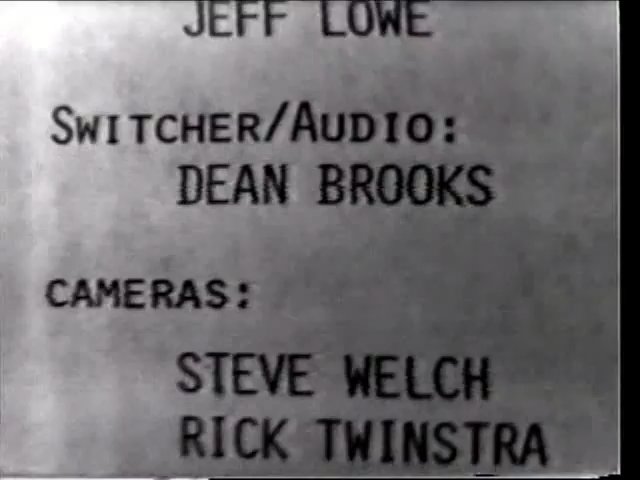 JEFF LOWE
SWITCHER/AUDIO:
DEAN BROOKS
CAMERAS:
STEVE WELCH
RICK TWINSTRA